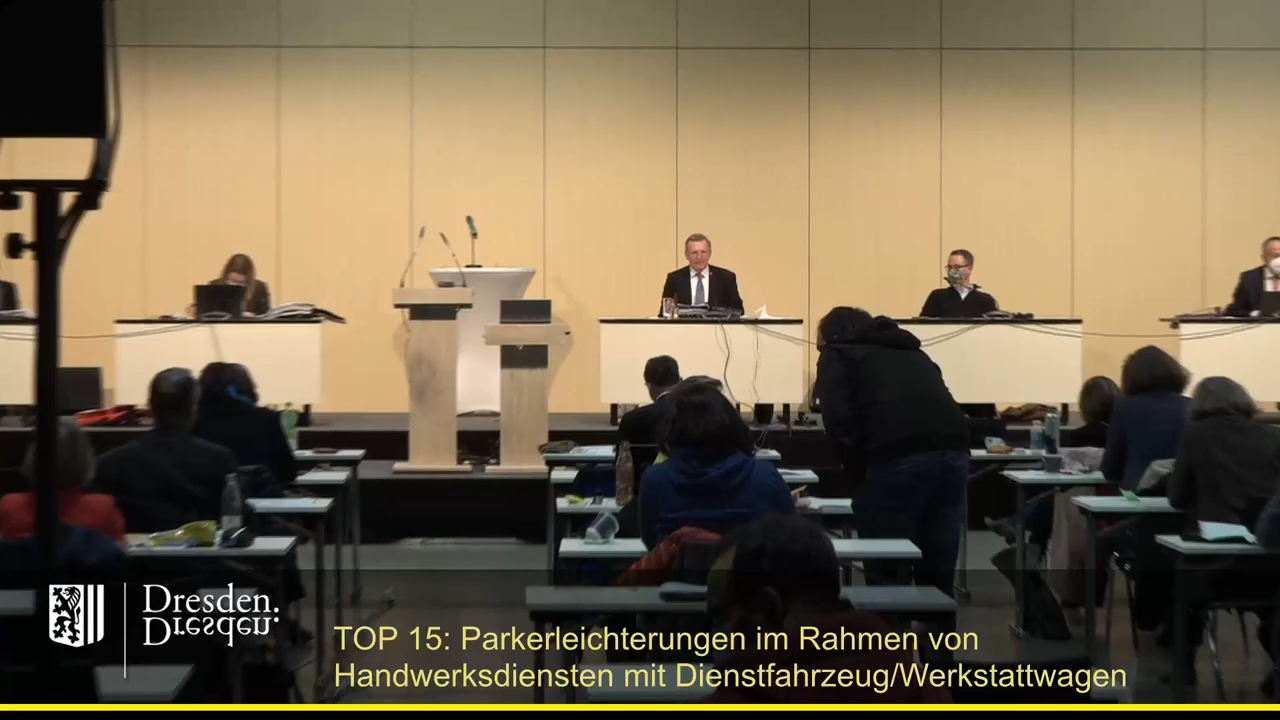 Dresden.
Dresden.
TOP 15: Parkerleichterungen im Rahmen von
Handwerksdiensten mit Dienstfahrzeug/Werkstattwagen